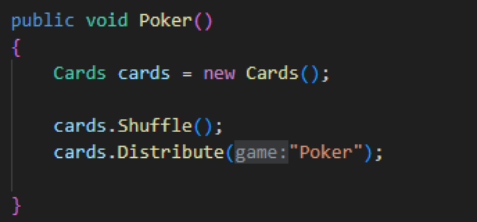 public void Poker()
{
Cards cards = new Cards();
cards.Shuffle();
cards.Distribute(game:"Poker");
}